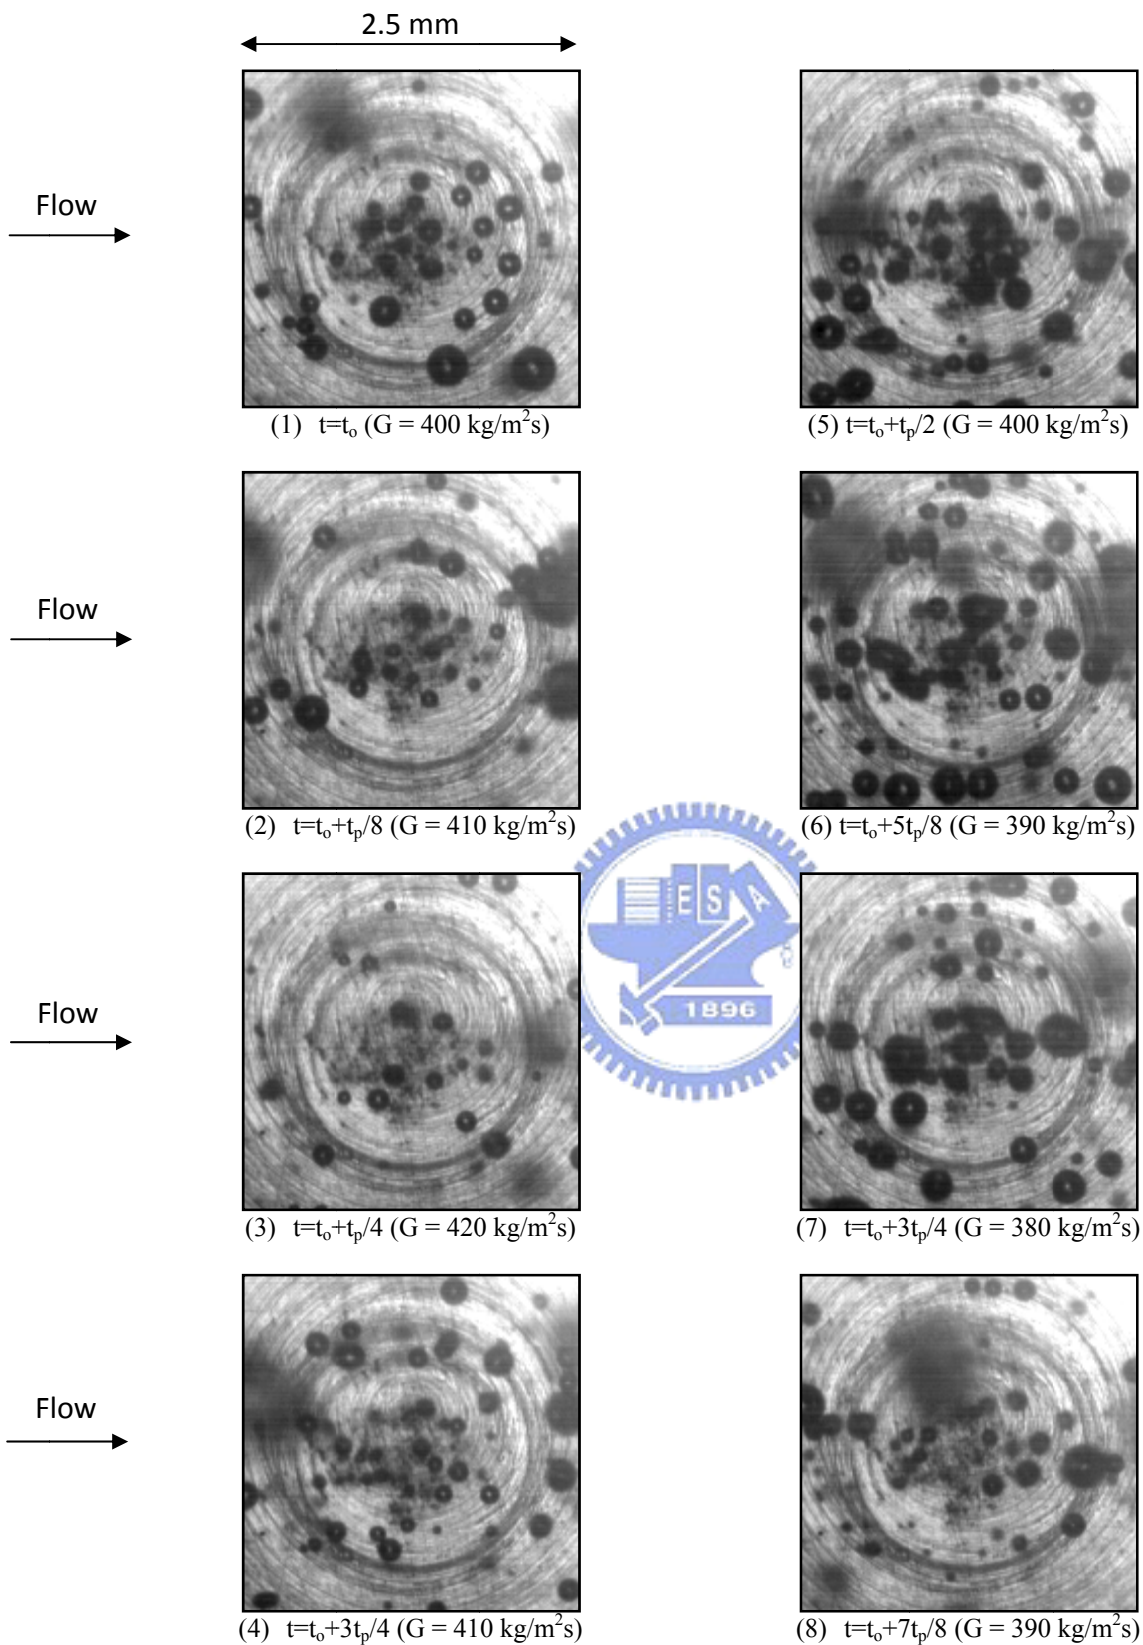 2.5 mm
Flow
(1) t=tₒ (G = 400 kg/m²s)
(5) t=tₒ+tₚ/2 (G = 400 kg/m²s)
Flow
(2) t=tₒ+tₚ/8 (G = 410 kg/m²s)
(6) t=tₒ+5tₚ/8 (G = 390 kg/m²s)
E S A
1896
Flow
(3) t=tₒ+tₚ/4 (G = 420 kg/m²s)
(7) t=tₒ+3tₚ/4 (G = 380 kg/m²s)
Flow
(4) t=tₒ+3tₚ/4 (G = 410 kg/m²s)
(8) t=tₒ+7tₚ/8 (G = 390 kg/m²s)